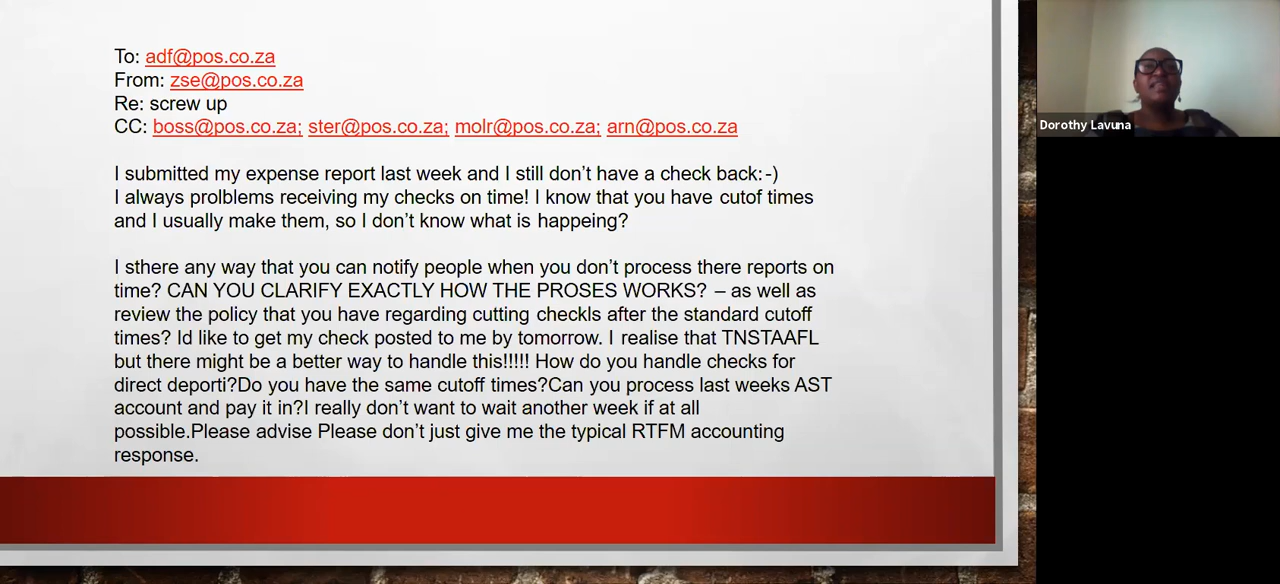 To: adf@pos.co.za
From: zse@pos.co.za
Re: screw up
CC: boss@pos.co.za; ster@pos.co.za; molr@pos.co.za; arn@pos.co.za
I submitted my expense report last week and I still don’t have a check back:-)
I always prolblems receiving my checks on time! I know that you have cutof times
and I usually make them, so I don’t know what is happeing?
I sthere any way that you can notify people when you don’t process there reports on
time? CAN YOU CLARIFY EXACTLY HOW THE PROSES WORKS? – as well as
review the policy that you have regarding cutting checkls after the standard cutoff
times? Id like to get my check posted to me by tomorrow. I realise that TNSTAAFL
but there might be a better way to handle this!!!!! How do you handle checks for
direct deporti?Do you have the same cutoff times?Can you process last weeks AST
account and pay it in?I really don’t want to wait another week if at all
possible.Please advise Please don’t just give me the typical RTFM accounting
response.
Dorothy Lavuna